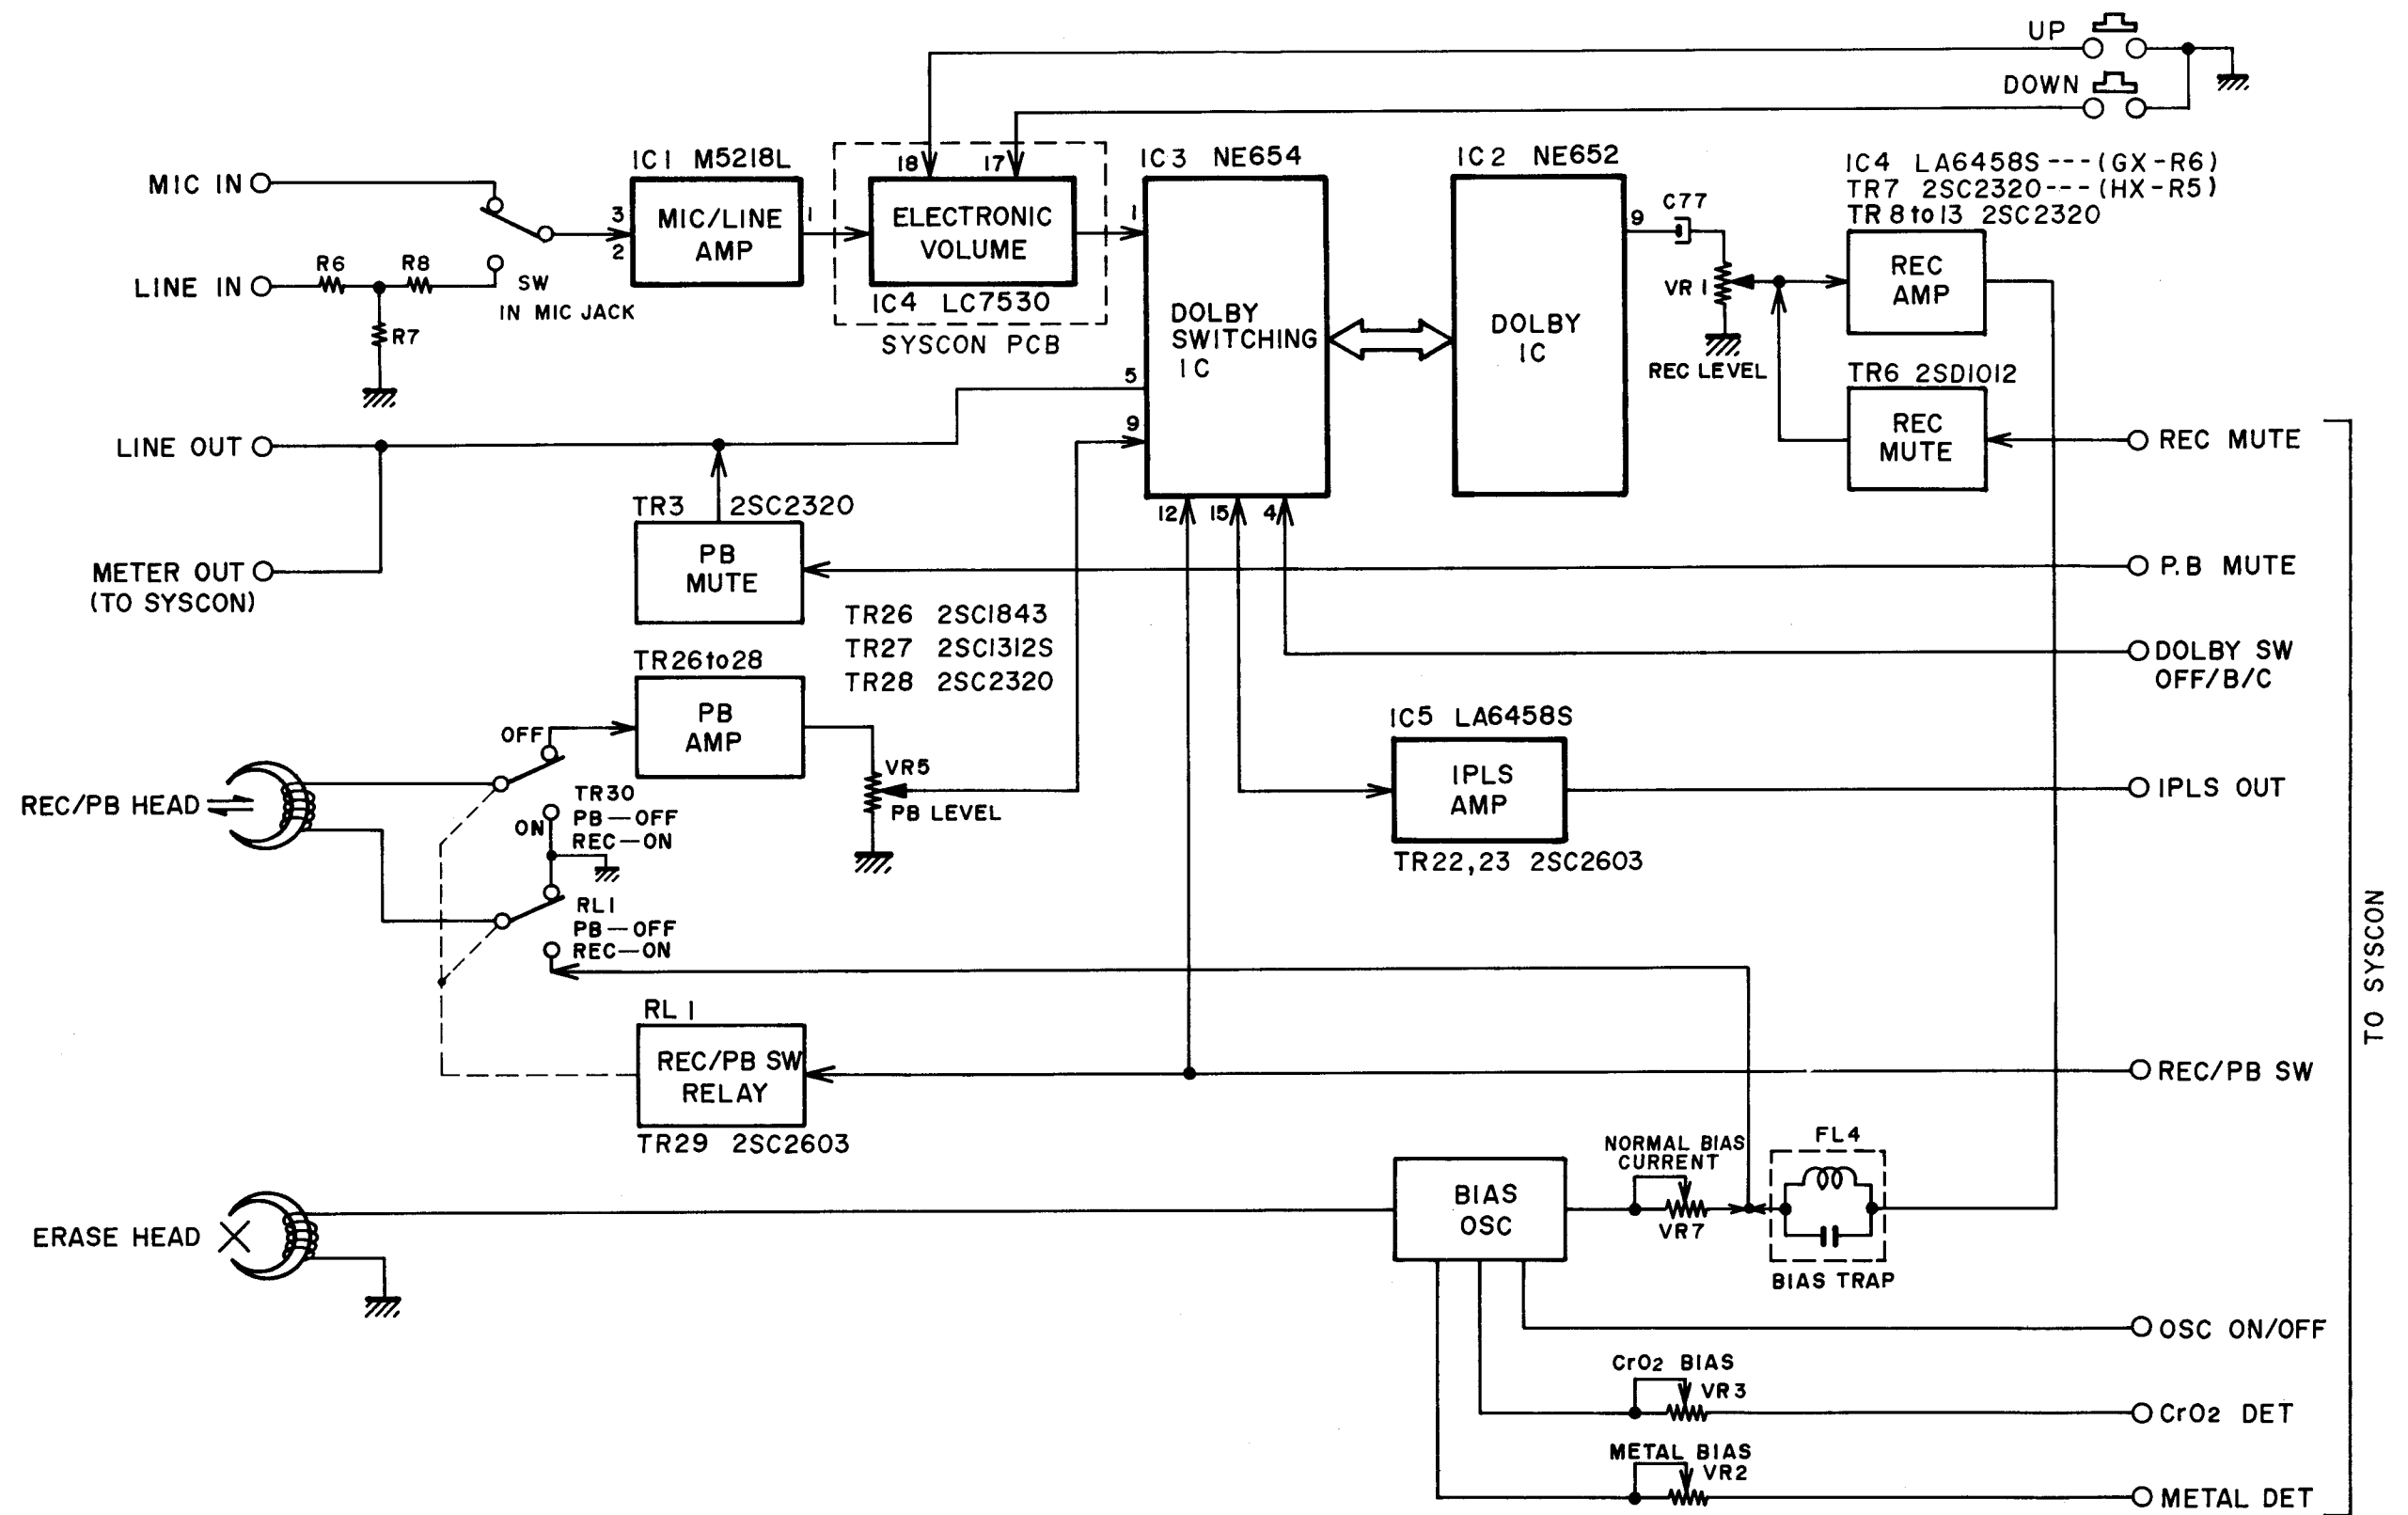 UP
DOWN
MIC IN
LINE IN
R6
R8
R7
SW
IN MIC JACK
IC1 M5218L
3
2
MIC/LINE
AMP
1
18
17
ELECTRONIC
VOLUME
IC4 LC7530
SYSCON PCB
IC3 NE654
1
DOLBY
SWITCHING
IC
5
9
12
15
4
IC2 NE652
DOLBY
IC
9
C77
VR1
REC LEVEL
IC4 LA6458S---(GX-R6)
TR7 2SC2320---(HX-R5)
TR8to13 2SC2320
REC
AMP
TR6 2SD1012
REC
MUTE
REC MUTE
LINE OUT
METER OUT
(TO SYSCON)
TR3 2SC2320
PB
MUTE
P.B MUTE
TR26 2SC1843
TR27 2SC1312S
TR28 2SC2320
DOLBY SW
OFF/B/C
TR26to28
PB
AMP
OFF
VR5
PB LEVEL
REC/PB HEAD
TR30
PB—OFF
REC—ON
ON
RL1
PB—OFF
REC—ON
IC5 LA6458S
IPLS
AMP
TR22,23 2SC2603
IPLS OUT
TO SYSCON
RL1
REC/PB SW
RELAY
TR29 2SC2603
REC/PB SW
ERASE HEAD
BIAS
OSC
NORMAL BIAS
CURRENT
VR7
FL4
BIAS TRAP
OSC ON/OFF
CrO2 BIAS
VR3
CrO2 DET
METAL BIAS
VR2
METAL DET